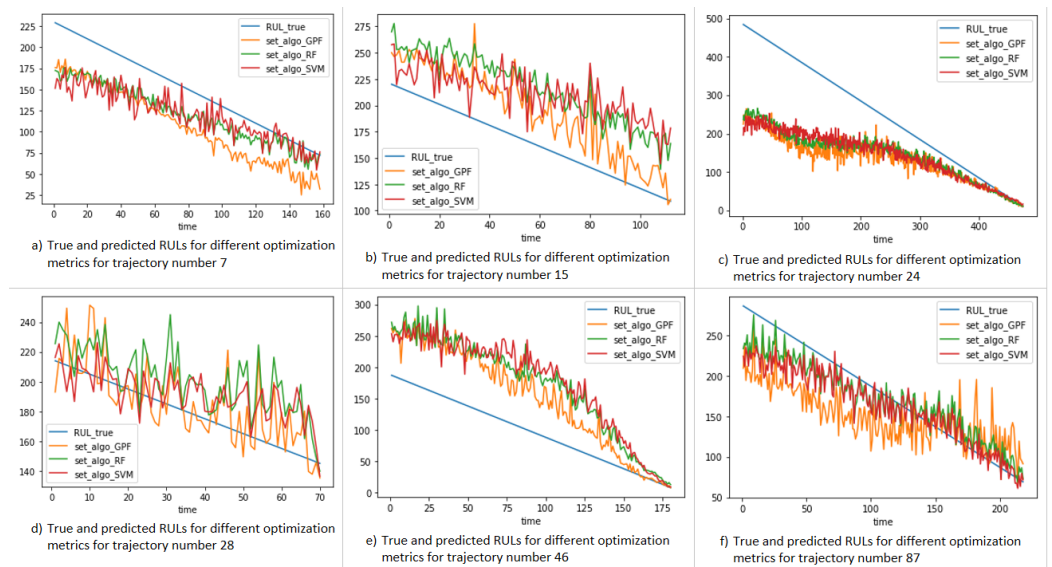 225
200
175
150
125
100
75
50
25
0 20 40 60 80 100 120 140 160
time
RUL_true
set_algo_GPF
set_algo_RF
set_algo_SVM
a) True and predicted RULs for different optimization
metrics for trajectory number 7
275
250
225
200
175
150
125
100
0 20 40 60 80 100
time
RUL_true
set_algo_GPF
set_algo_RF
set_algo_SVM
b) True and predicted RULs for different optimization
metrics for trajectory number 15
500
400
300
200
100
0
0 100 200 300 400
time
RUL_true
set_algo_GPF
set_algo_RF
set_algo_SVM
c) True and predicted RULs for different optimization
metrics for trajectory number 24
240
220
200
180
160
140
0 10 20 30 40 50 60 70
time
RUL_true
set_algo_GPF
set_algo_RF
set_algo_SVM
d) True and predicted RULs for different optimization
metrics for trajectory number 28
300
250
200
150
100
50
0
0 25 50 75 100 125 150 175
time
RUL_true
set_algo_GPF
set_algo_RF
set_algo_SVM
e) True and predicted RULs for different optimization
metrics for trajectory number 46
250
200
150
100
50
0 50 100 150 200
time
RUL_true
set_algo_GPF
set_algo_RF
set_algo_SVM
f) True and predicted RULs for different optimization
metrics for trajectory number 87